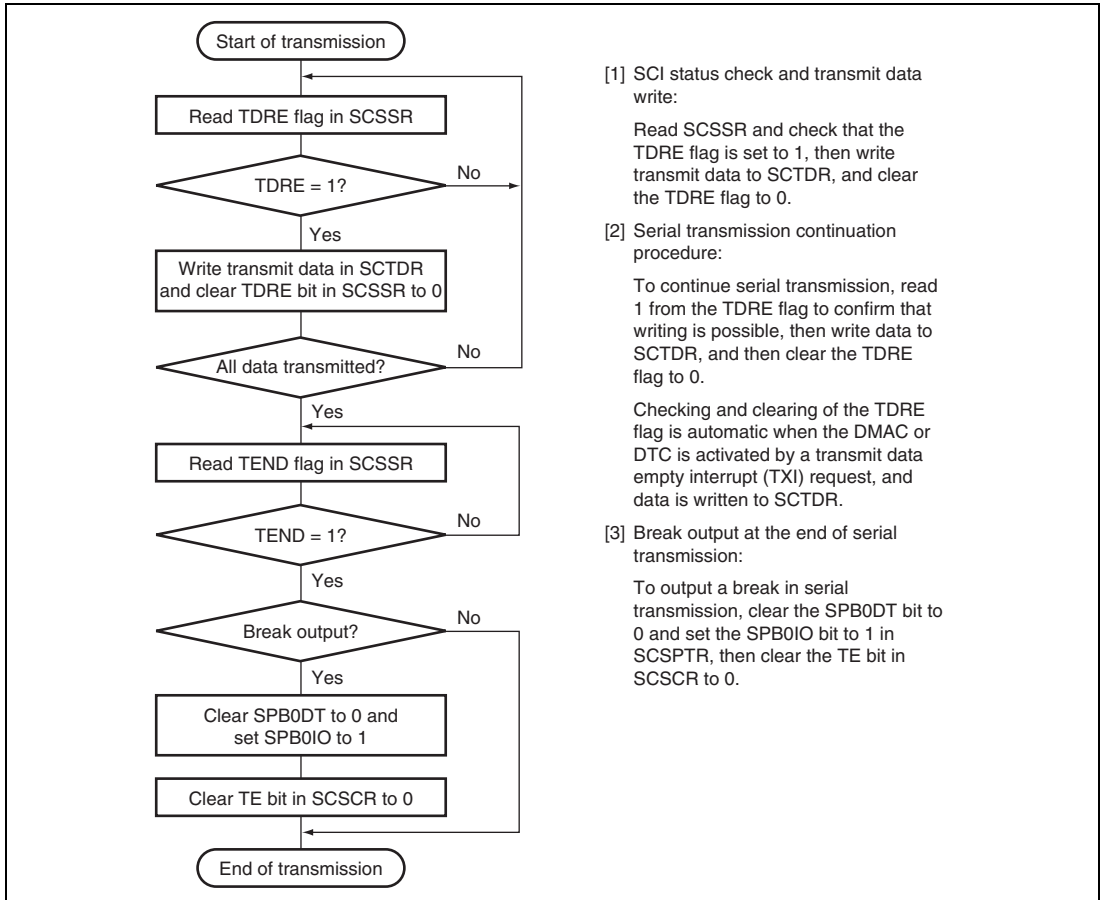 Start of transmission
Read TDRE flag in SCSSR
TDRE = 1?
No
Yes
Write transmit data in SCTDR
and clear TDRE bit in SCSSR to 0
All data transmitted?
No
Yes
Read TEND flag in SCSSR
TEND = 1?
No
Yes
Break output?
No
Yes
Clear SPB0DT to 0 and
set SPB0IO to 1
Clear TE bit in SCSCR to 0
End of transmission
[1] SCI status check and transmit data
write:
Read SCSSR and check that the
TDRE flag is set to 1, then write
transmit data to SCTDR, and clear
the TDRE flag to 0.
[2] Serial transmission continuation
procedure:
To continue serial transmission, read
1 from the TDRE flag to confirm that
writing is possible, then write data to
SCTDR, and then clear the TDRE
flag to 0.
Checking and clearing of the TDRE
flag is automatic when the DMAC or
DTC is activated by a transmit data
empty interrupt (TXI) request, and
data is written to SCTDR.
[3] Break output at the end of serial
transmission:
To output a break in serial
transmission, clear the SPB0DT bit to
0 and set the SPB0IO bit to 1 in
SCSPTR, then clear the TE bit in
SCSCR to 0.